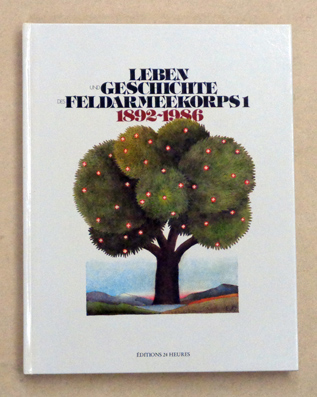 LEBEN
UND GESCHICHTE
DES FELDARMEEKORPS 1
1892-1986
ÉDITIONS 24 HEURES